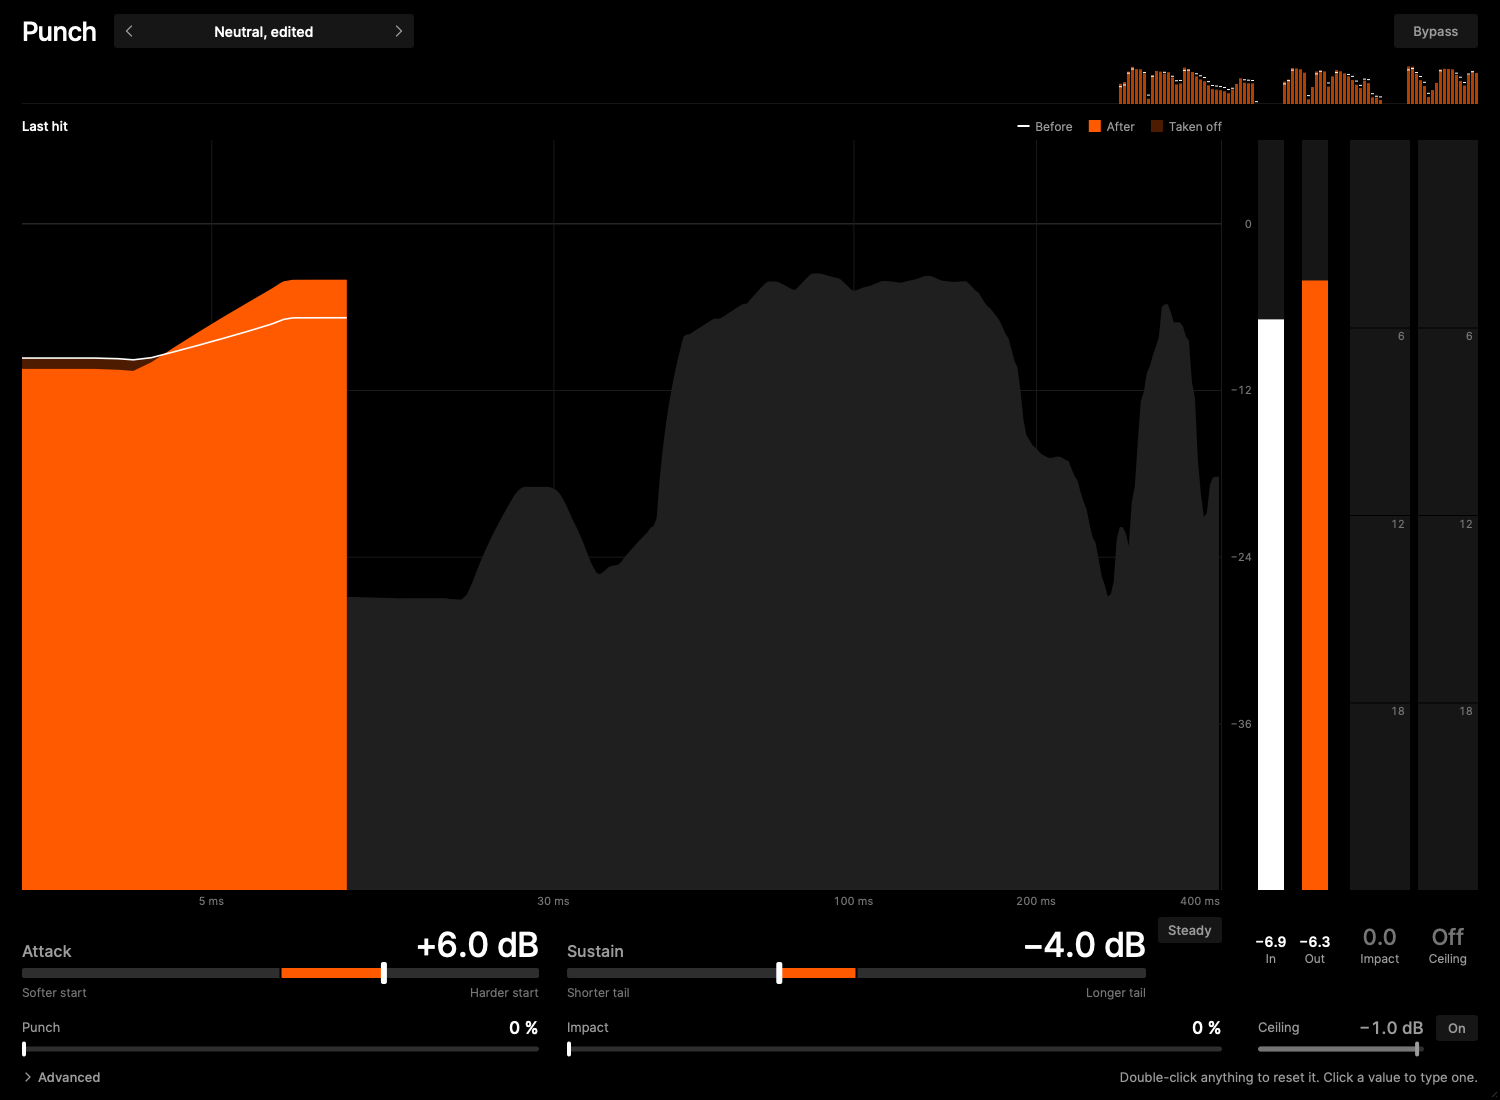 Punch
Neutral, edited
Bypass
Last hit
Before
After
Taken off
0
−12
−24
−36
6
6
12
12
18
18
5 ms
30 ms
100 ms
200 ms
400 ms
Attack
+6.0 dB
Softer start
Harder start
Sustain
−4.0 dB
Steady
Shorter tail
Longer tail
−6.9
In
−6.3
Out
0.0
Impact
Off
Ceiling
Punch
0 %
Impact
0 %
Ceiling
−1.0 dB
On
Advanced
Double-click anything to reset it. Click a value to type one.